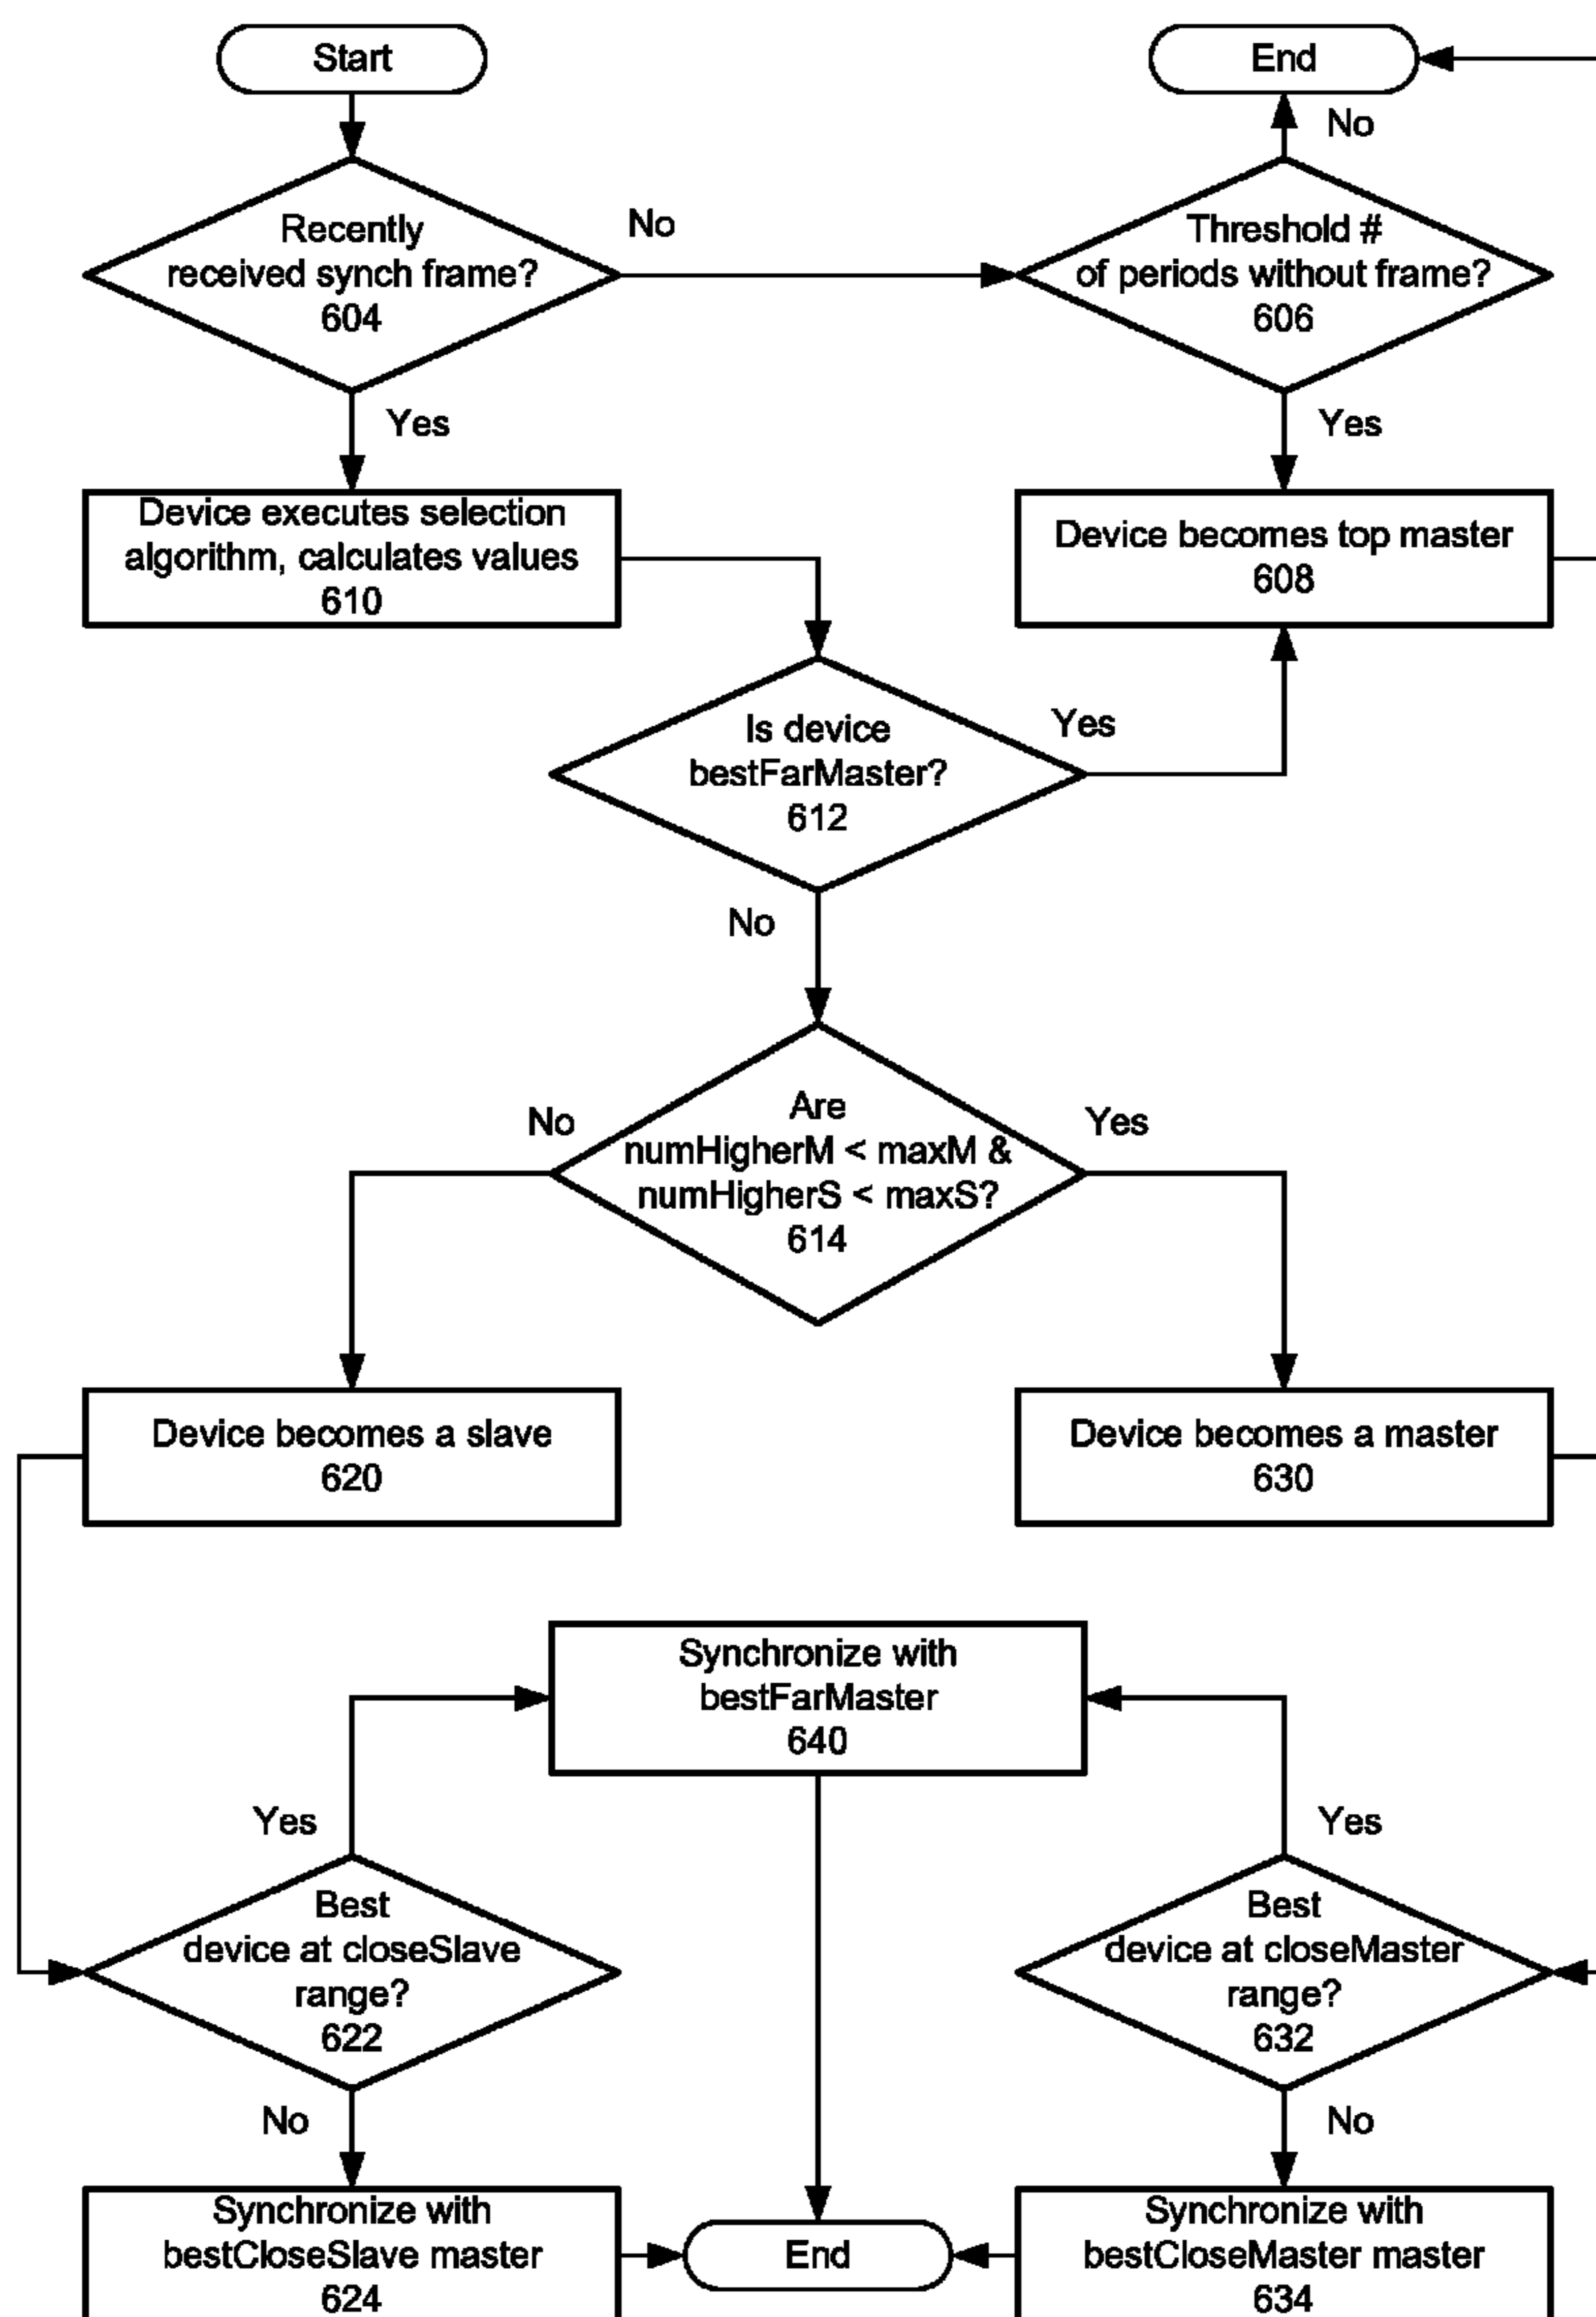 Start
End
No
Recently
received synch frame?
604
No
Threshold #
of periods without frame?
606
Yes
Yes
Device executes selection
algorithm, calculates values
610
Device becomes top master
608
Is device
bestFarMaster?
612
Yes
No
Are
numHigherM < maxM &
numHigherS < maxS?
614
No
Yes
Device becomes a slave
620
Device becomes a master
630
Synchronize with
bestFarMaster
640
Yes
Yes
Best
device at closeSlave
range?
622
Best
device at closeMaster
range?
632
No
No
Synchronize with
bestCloseSlave master
624
End
Synchronize with
bestCloseMaster master
634